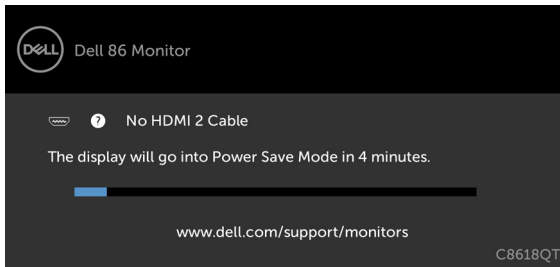 DELL
Dell 86 Monitor
? No HDMI 2 Cable
The display will go into Power Save Mode in 4 minutes.
www.dell.com/support/monitors
C8618QT